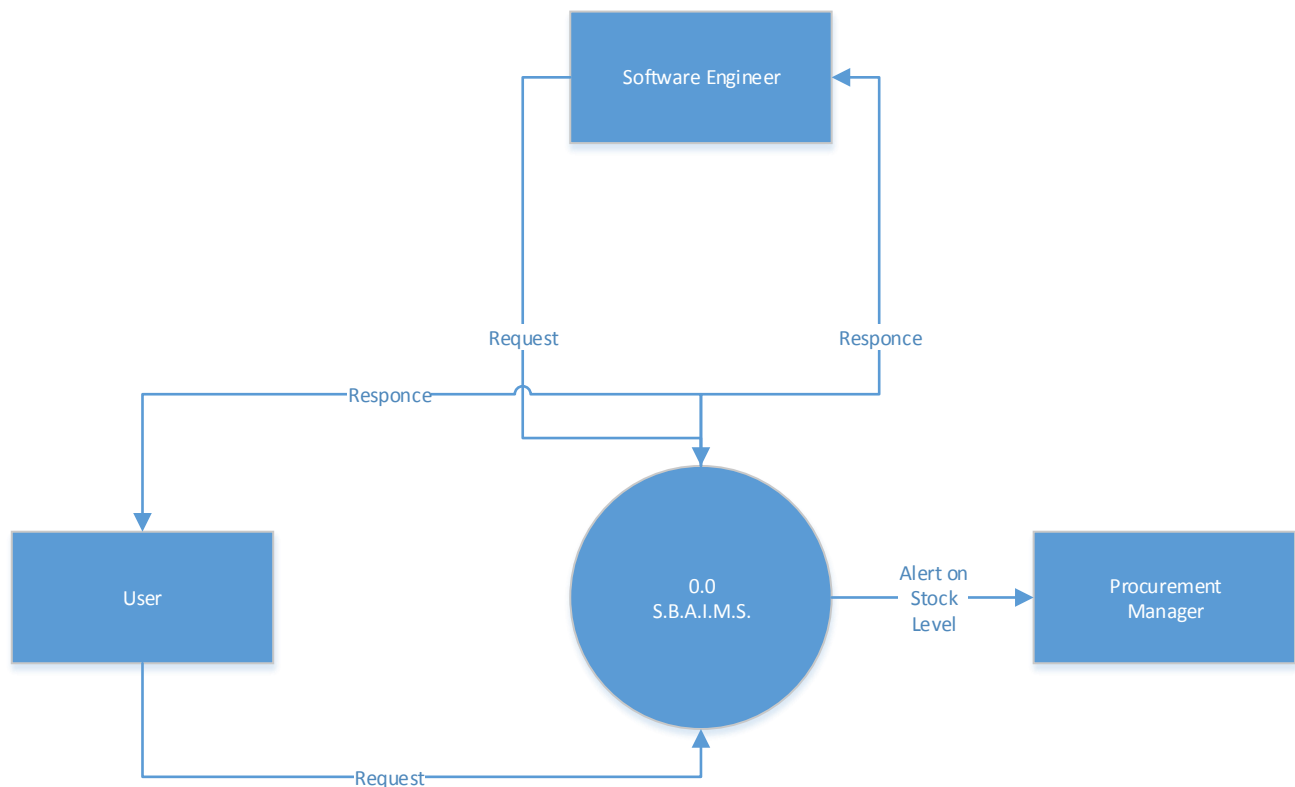 Software Engineer
Request
Responce
Responce
User
0.0
S.B.A.I.M.S.
Alert on
Stock
Level
Procurement
Manager
Request